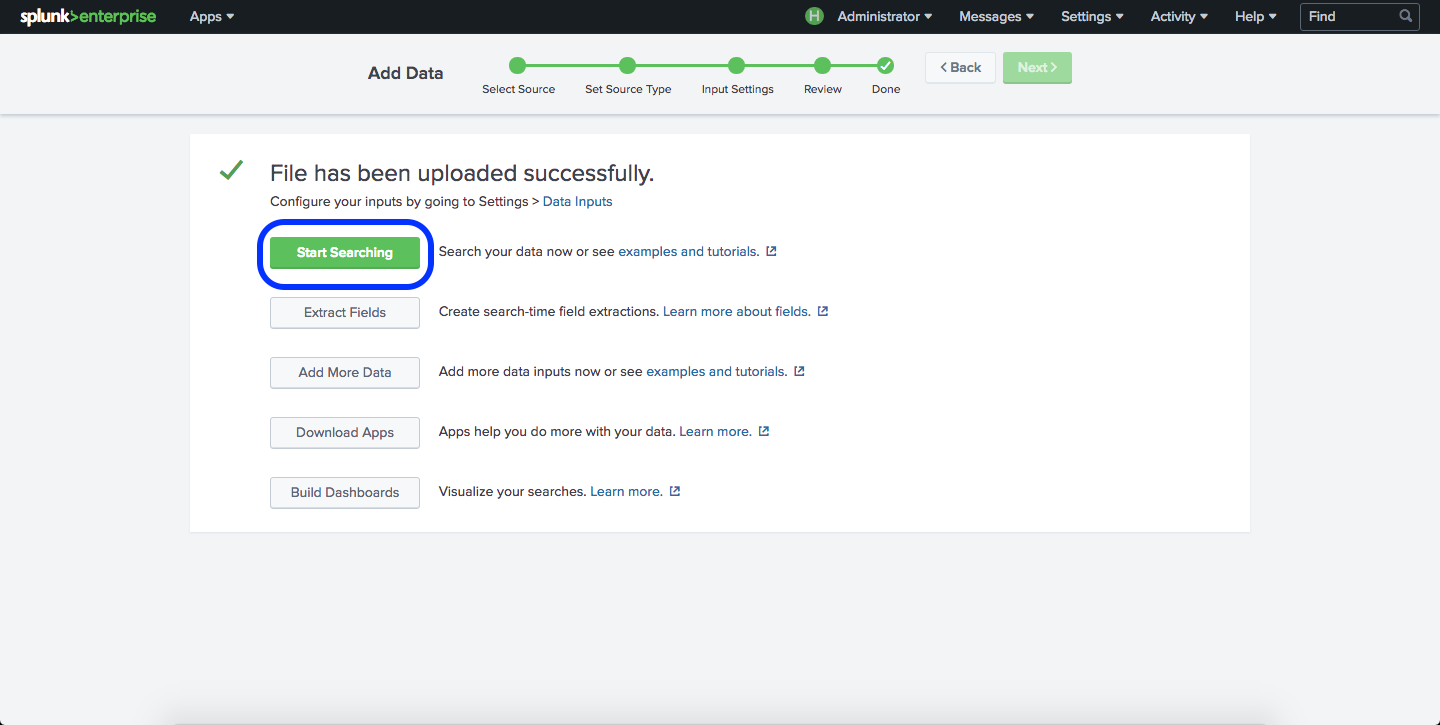 splunk>enterprise Apps H Administrator Messages Settings Activity Help Find
Add Data
Select Source Set Source Type Input Settings Review Done
< Back Next >
File has been uploaded successfully.
Configure your inputs by going to Settings > Data Inputs
Start Searching Search your data now or see examples and tutorials.
Extract Fields Create search-time field extractions. Learn more about fields.
Add More Data Add more data inputs now or see examples and tutorials.
Download Apps Apps help you do more with your data. Learn more.
Build Dashboards Visualize your searches. Learn more.